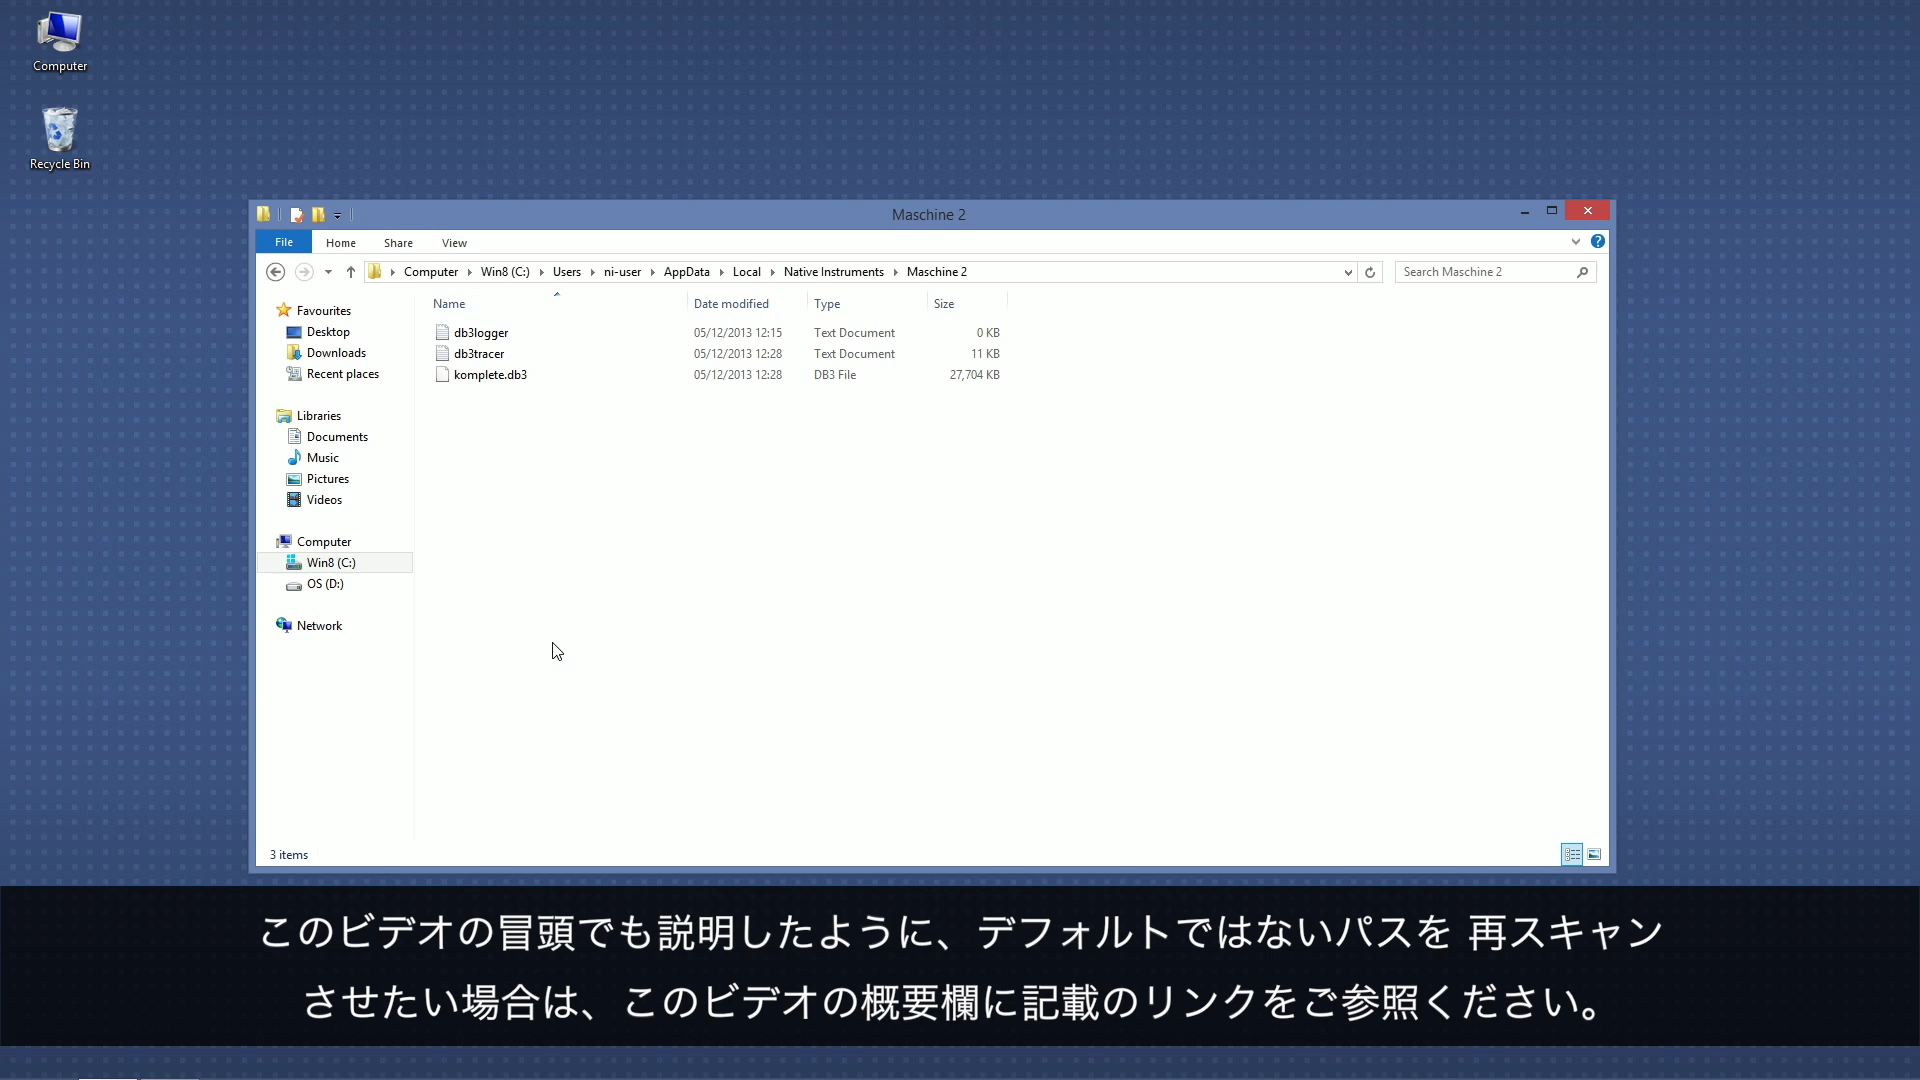 Computer
Recycle Bin
Maschine 2
File Home Share View
Computer Win8 (C:) Users ni-user AppData Local Native Instruments Maschine 2
Search Maschine 2
Name Date modified Type Size
db3logger 05/12/2013 12:15 Text Document 0 KB
db3tracer 05/12/2013 12:28 Text Document 11 KB
komplete.db3 05/12/2013 12:28 DB3 File 27,704 KB
Favourites
Desktop
Downloads
Recent places
Libraries
Documents
Music
Pictures
Videos
Computer
Win8 (C:)
OS (D:)
Network
3 items
このビデオの冒頭でも説明したように、デフォルトではないパスを 再スキャン
させたい場合は、このビデオの概要欄に記載のリンクをご参照ください。